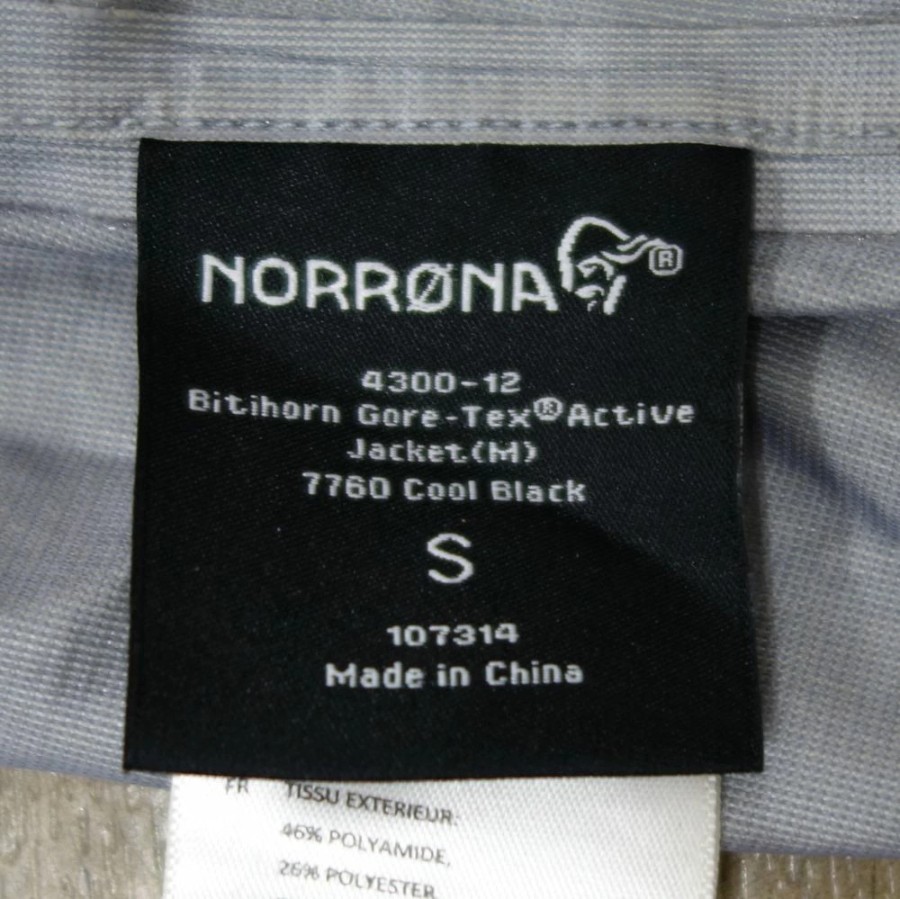 NORRØNA®
4300-12
Bitihorn Gore-Tex® Active
Jacket(M)
7760 Cool Black
S
107314
Made in China
FR TISSU EXTERIEUR:
46% POLYAMIDE,
26% POLYESTER